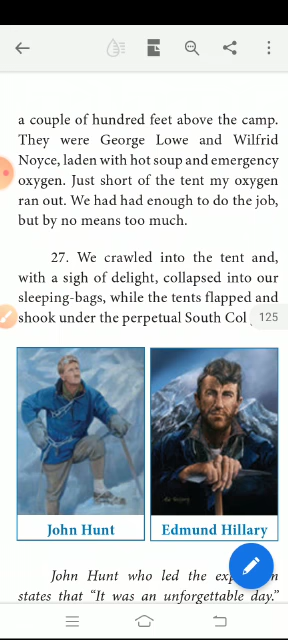 a couple of hundred feet above the camp.
They were George Lowe and Wilfrid
Noyce, laden with hot soup and emergency
oxygen. Just short of the tent my oxygen
ran out. We had had enough to do the job,
but by no means too much.
27. We crawled into the tent and,
with a sigh of delight, collapsed into our
sleeping-bags, while the tents flapped and
shook under the perpetual South Col
125
John Hunt
Edmund Hillary
John Hunt who led the
states that “It was an unforgettable day.”